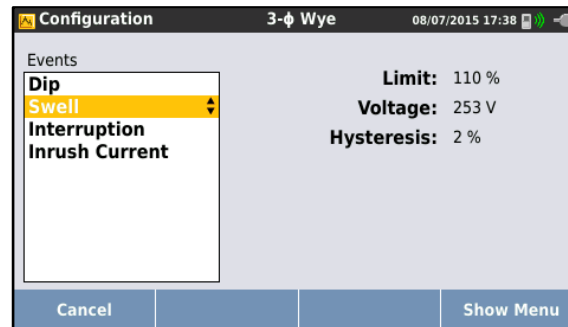 Configuration 3-ϕ Wye 08/07/2015 17:38
Events
Dip
Swell
Interruption
Inrush Current
Limit: 110 %
Voltage: 253 V
Hysteresis: 2 %
Cancel Show Menu